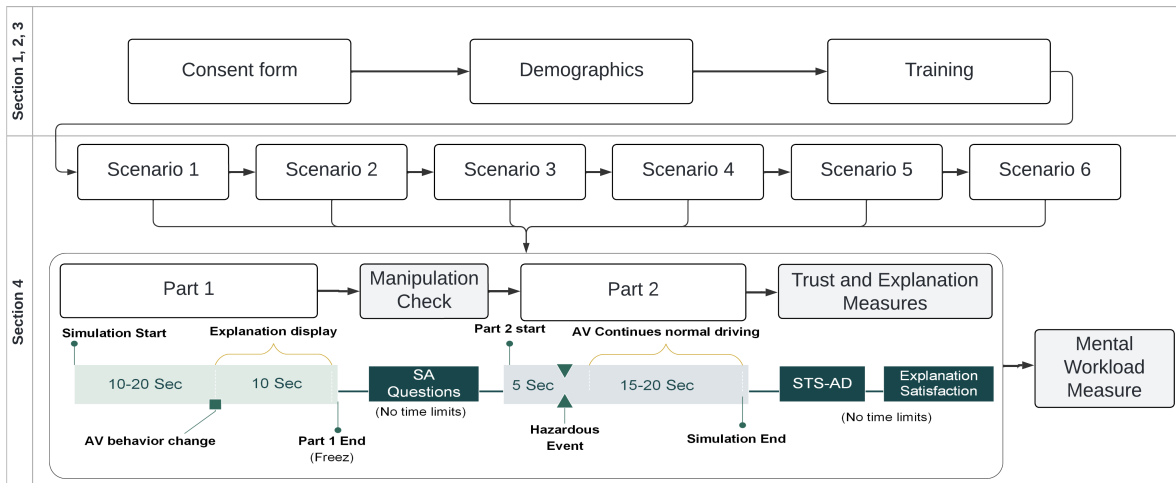 Section 1, 2, 3
Consent form
Demographics
Training
Section 4
Scenario 1
Scenario 2
Scenario 3
Scenario 4
Scenario 5
Scenario 6
Part 1
Manipulation
Check
Part 2
Trust and Explanation
Measures
Simulation Start
Explanation display
Part 2 start
AV Continues normal driving
10-20 Sec
10 Sec
SA
Questions
(No time limits)
5 Sec
15-20 Sec
STS-AD
Explanation
Satisfaction
(No time limits)
AV behavior change
Part 1 End
(Freez)
Hazardous
Event
Simulation End
Mental
Workload
Measure